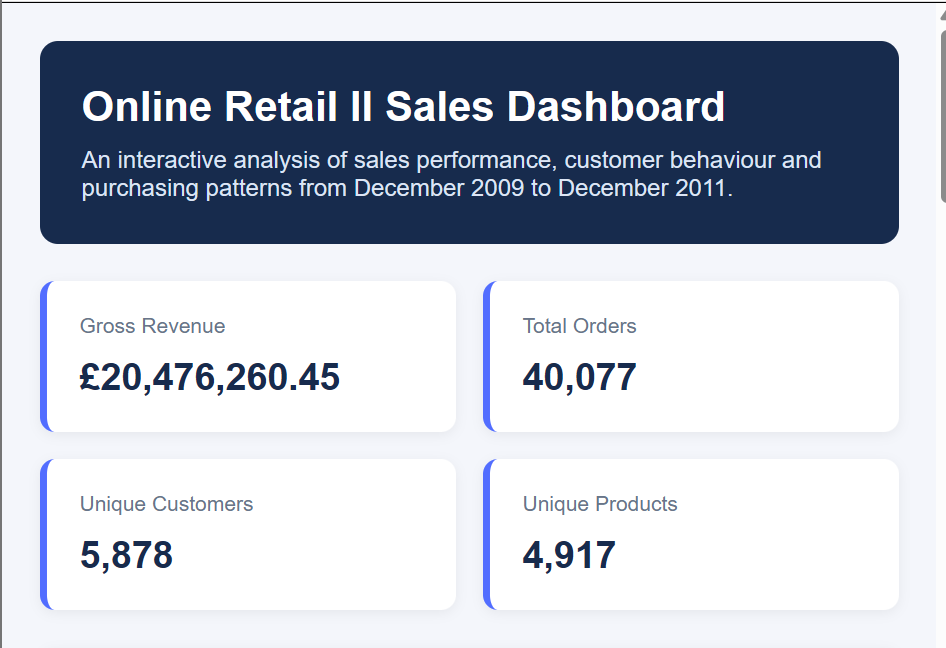 Online Retail II Sales Dashboard
An interactive analysis of sales performance, customer behaviour and
purchasing patterns from December 2009 to December 2011.
Gross Revenue
£20,476,260.45
Total Orders
40,077
Unique Customers
5,878
Unique Products
4,917